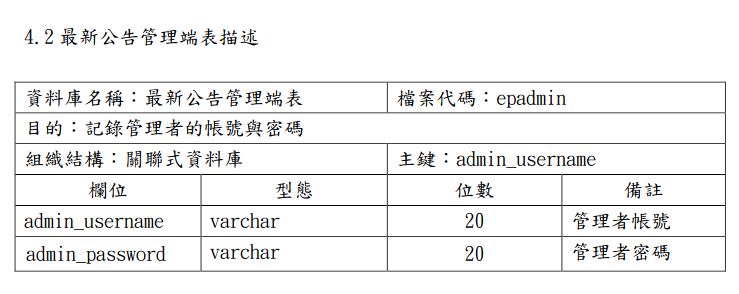 4.2 最新公告管理端表描述
資料庫名稱：最新公告管理端表 檔案代碼：epadmin
目的：記錄管理者的帳號與密碼
組織結構：關聯式資料庫 主鍵：admin_username
欄位 型態 位數 備註
admin_username varchar 20 管理者帳號
admin_password varchar 20 管理者密碼